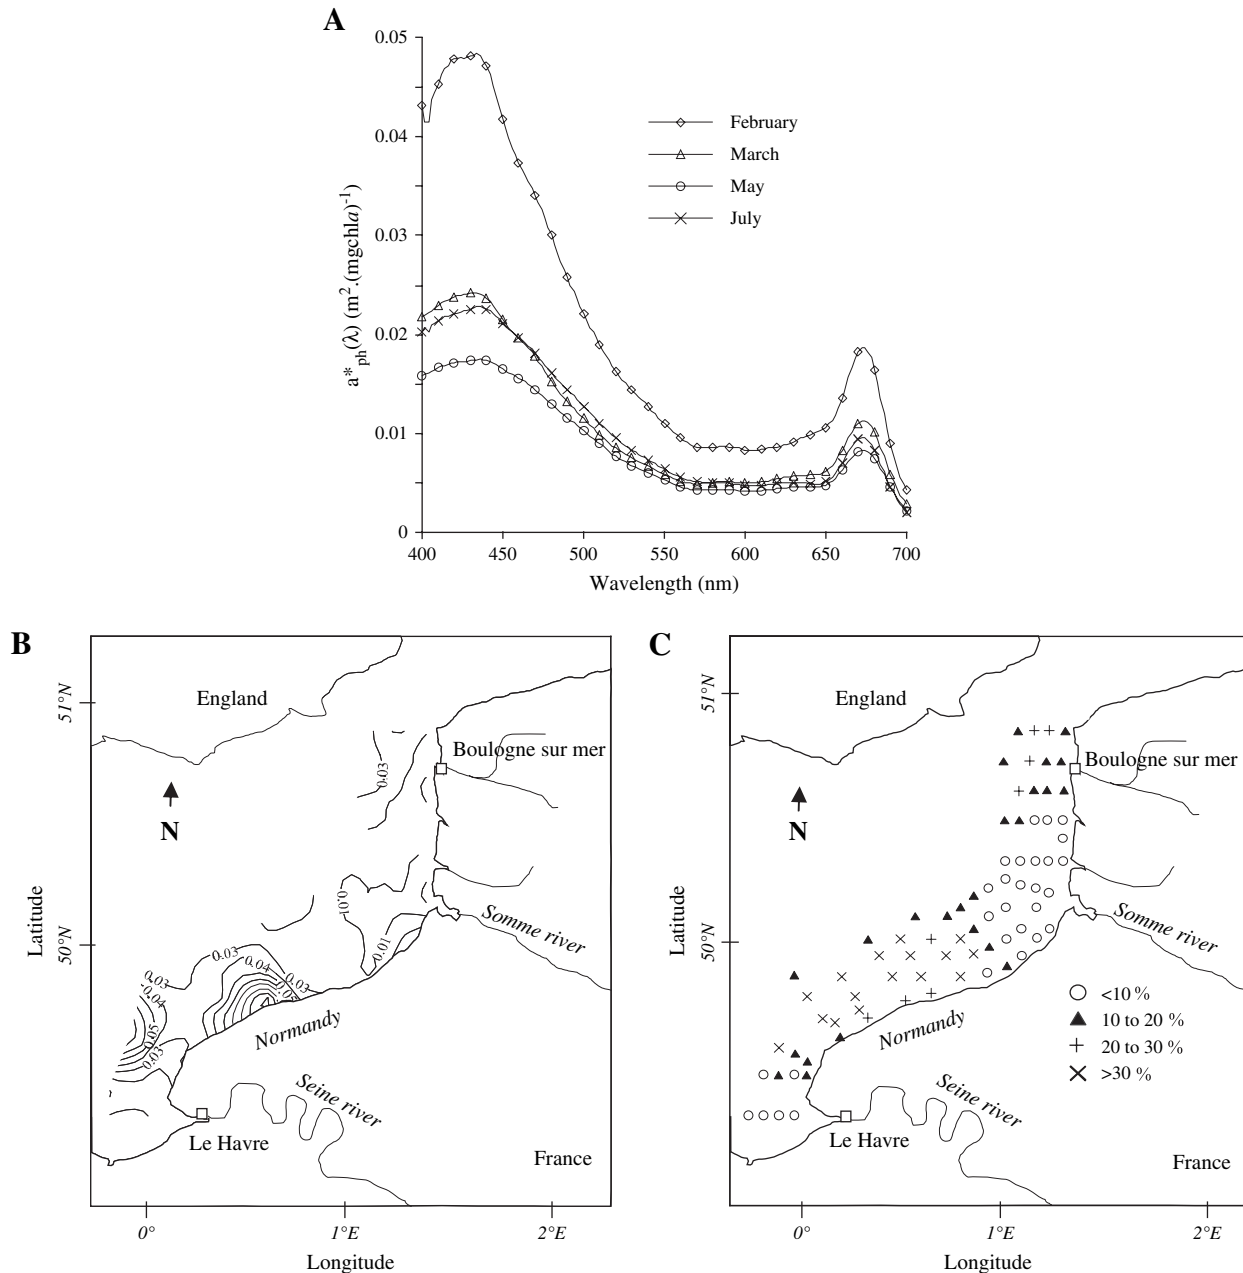 A
0.05
0.04
0.03
0.02
0.01
0
a*ph(λ) (m².(mgchla)⁻¹
February
March
May
July
400
450
500
550
600
650
700
Wavelength (nm)
B
51°N
50°N
Latitude
England
N
Boulogne sur mer
Somme river
Normandy
Seine river
Le Havre
France
0.03
0.01
0.01
0.03
0.04
0.03
0.05
0.03
0.04
0.05
0.03
0°
1°E
2°E
Longitude
C
51°N
50°N
Latitude
England
N
Boulogne sur mer
Somme river
Normandy
Seine river
Le Havre
France
<10 %
10 to 20 %
20 to 30 %
>30 %
0°
1°E
2°E
Longitude